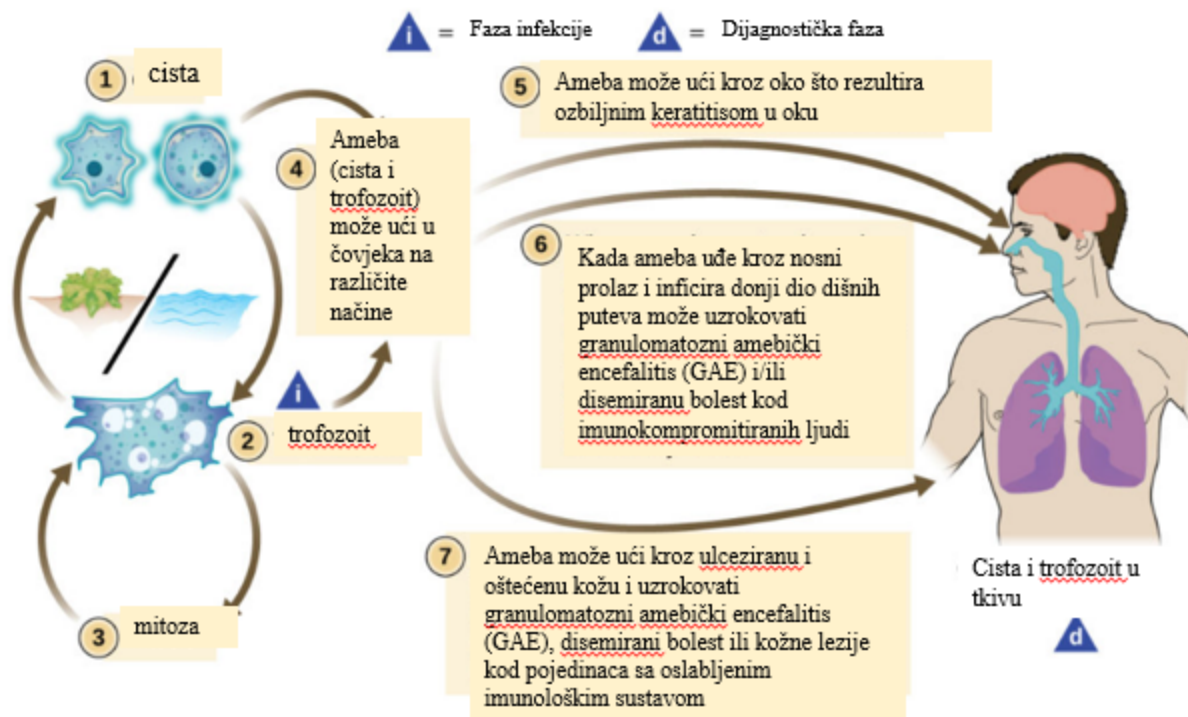 i = Faza infekcije
d = Dijagnostička faza
1 cista
4 Ameba
(cista i
trofozoit)
može ući u
čovjeka na
različite
načine
5 Ameba može ući kroz oko što rezultira
ozbiljnim keratitisom u oku
6 Kada ameba uđe kroz nosni
prolaz i inficira donji dio dišnih
puteva može uzrokovati
granulomatozni amebički
encefalitis (GAE) i/ili
disemiranu bolest kod
imunokompromitiranih ljudi
i
2 trofozoit
3 mitoza
7 Ameba može ući kroz ulceziranu i
oštećenu kožu i uzrokovati
granulomatozni amebički encefalitis
(GAE), disemirani bolest ili kožne lezije
kod pojedinaca sa oslabljenim
imunološkim sustavom
Cista i trofozoit u
tkivu
d